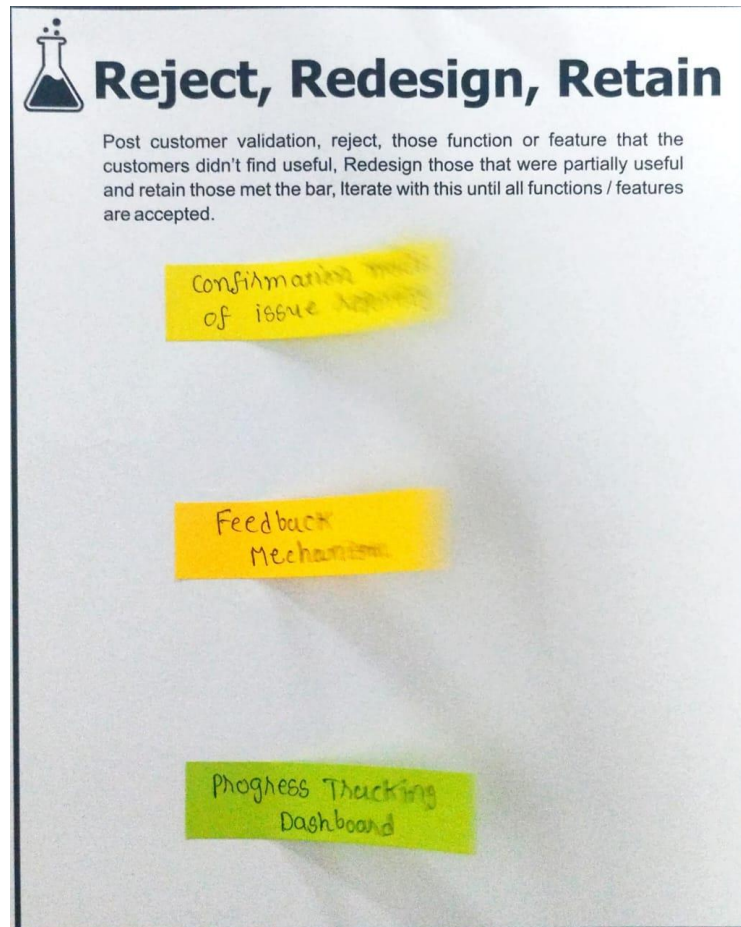 Reject, Redesign, Retain
Post customer validation, reject, those function or feature that the
customers didn't find useful, Redesign those that were partially useful
and retain those met the bar, Iterate with this until all functions / features
are accepted.
Confirmation
of issue
Feedback
Mechanism
Progress Tracking
Dashboard